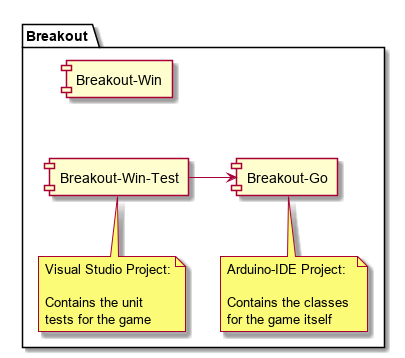 Breakout
Breakout-Win
Breakout-Win-Test
Breakout-Go
Visual Studio Project:
Contains the unit
tests for the game
Arduino-IDE Project:
Contains the classes
for the game itself